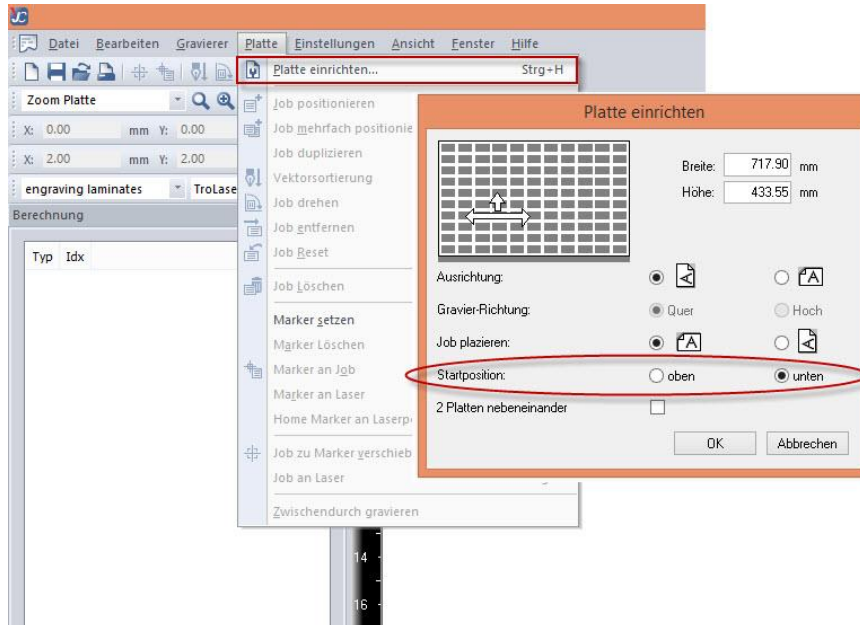 JC
Datei Bearbeiten Gravierer Platte Einstellungen Ansicht Fenster Hilfe
Platte einrichten... Strg+H
Zoom Platte
X: 0.00 mm Y: 0.00
X: 2.00 mm Y: 2.00
engraving laminates TroLase
Berechnung
Typ Idx
Job positionieren
Job mehrfach positionie
Job duplizieren
Vektorsortierung
Job drehen
Job entfernen
Job Reset
Job Löschen
Marker setzen
Marker Löschen
Marker an Job
Marker an Laser
Home Marker an Laserp
Job zu Marker verschieb
Job an Laser
Zwischendurch gravieren
14
16
Platte einrichten
Breite: 717.90 mm
Höhe: 433.55 mm
Ausrichtung: A A
Gravier-Richtung: Quer Hoch
Job plazieren: A A
Startposition: oben unten
2 Platten nebeneinander
OK Abbrechen